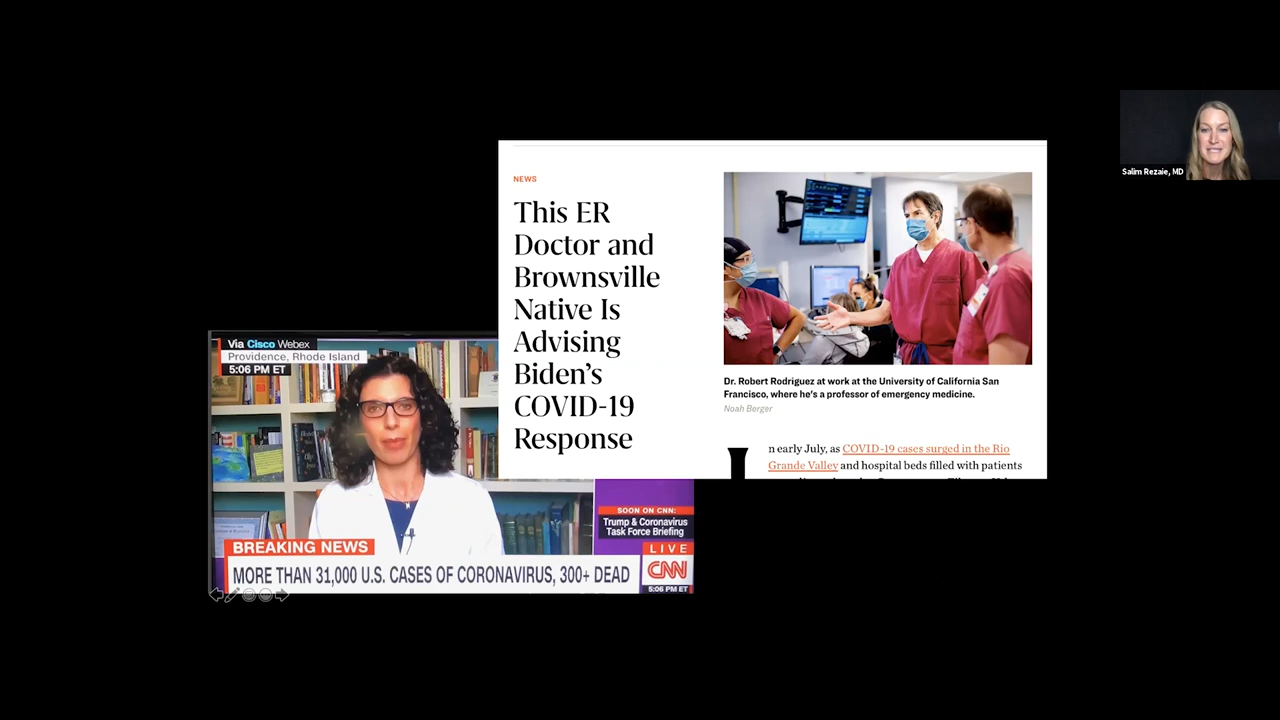 Via Cisco Webex
Providence, Rhode Island
5:06 PM ET
SOON ON CNN:
Trump & Coronavirus
Task Force Briefing
BREAKING NEWS
MORE THAN 31,000 U.S. CASES OF CORONAVIRUS, 300+ DEAD
LIVE
CNN
5:06 PM ET
NEWS
This ER
Doctor and
Brownsville
Native Is
Advising
Biden's
COVID-19
Response
Dr. Robert Rodriguez at work at the University of California San
Francisco, where he's a professor of emergency medicine.
Noah Berger
In early July, as COVID-19 cases surged in the Rio
Grande Valley and hospital beds filled with patients
Salim Rezaie, MD